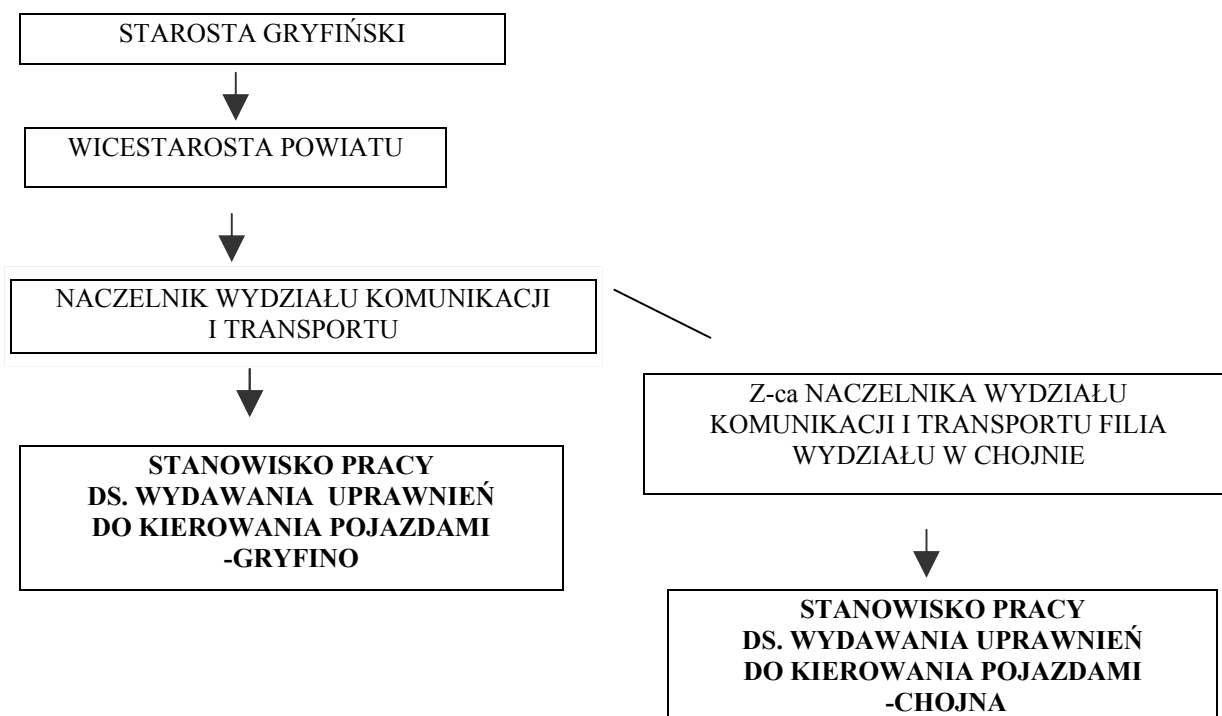 STAROSTA GRYFIŃSKI
WICESTAROSTA POWIATU
NACZELNIK WYDZIAŁU KOMUNIKACJI
I TRANSPORTU
STANOWISKO PRACY
DS. WYDAWANIA UPRAWNIEŃ
DO KIEROWANIA POJAZDAMI
-GRYFINO
Z-ca NACZELNIKA WYDZIAŁU
KOMUNIKACJI I TRANSPORTU FILIA
WYDZIAŁU W CHOJNIE
STANOWISKO PRACY
DS. WYDAWANIA UPRAWNIEŃ
DO KIEROWANIA POJAZDAMI
-CHOJNA